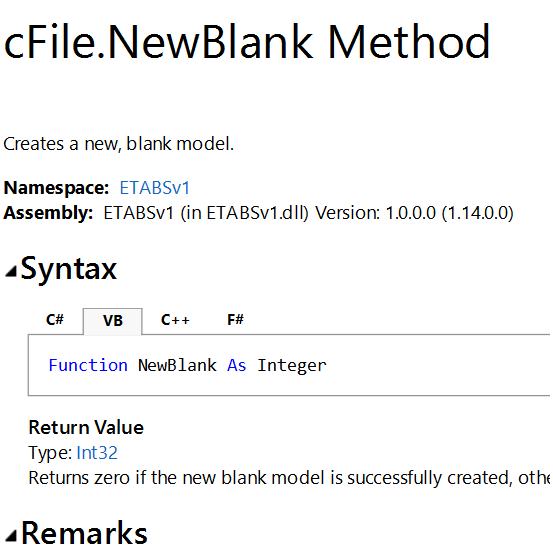 cFile.NewBlank Method
Creates a new, blank model.
Namespace: ETABSv1
Assembly: ETABSv1 (in ETABSv1.dll) Version: 1.0.0.0 (1.14.0.0)
Syntax
C# VB C++ F#
Function NewBlank As Integer
Return Value
Type: Int32
Returns zero if the new blank model is successfully created,
Remarks